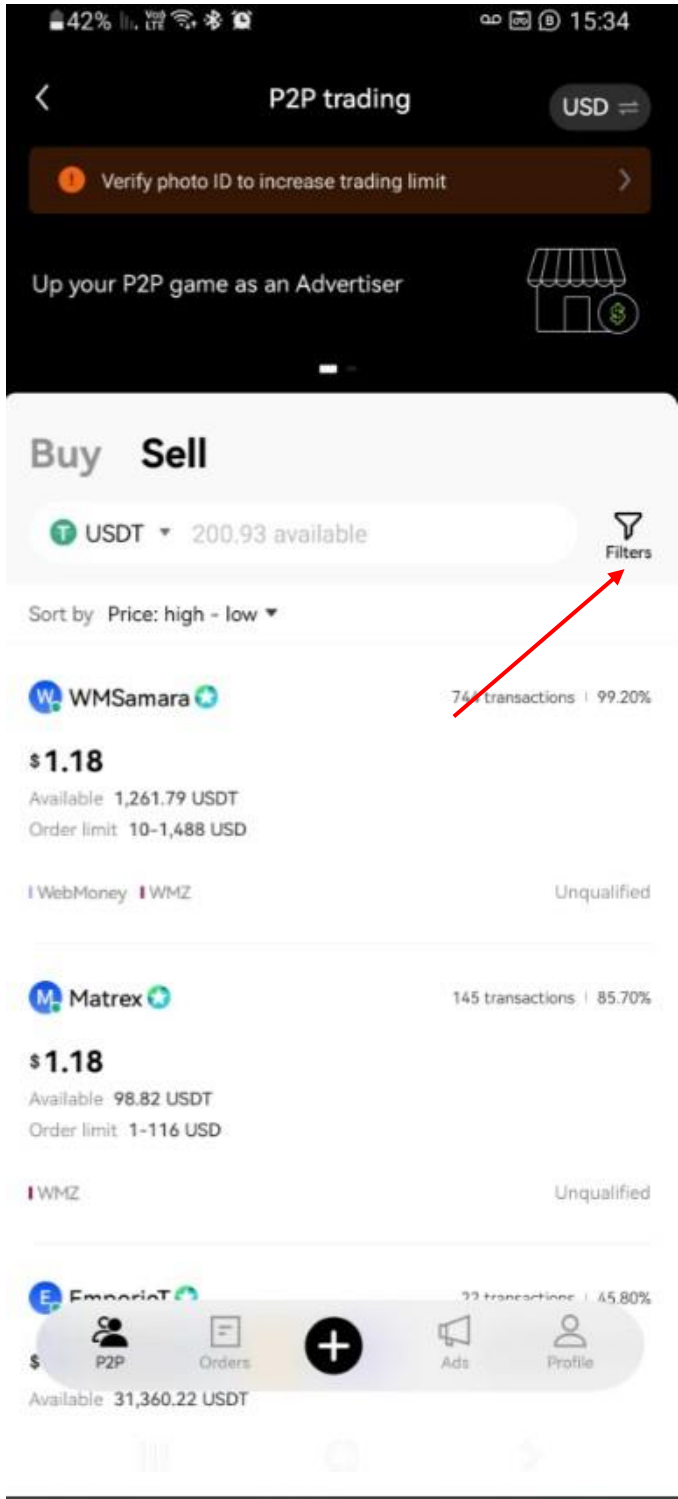 42% 15:34
P2P trading
USD
Verify photo ID to increase trading limit
Up your P2P game as an Advertiser
Buy Sell
USDT 200.93 available
Filters
Sort by Price: high - low
WMSamara 744 transactions 99.20%
$1.18
Available 1,261.79 USDT
Order limit 10-1,488 USD
WebMoney WMZ Unqualified
Matrex 145 transactions 85.70%
$1.18
Available 98.82 USDT
Order limit 1-116 USD
WMZ Unqualified
EmporioT 22 transactions 45.80%
$
P2P Orders Ads Profile
Available 31,360.22 USDT